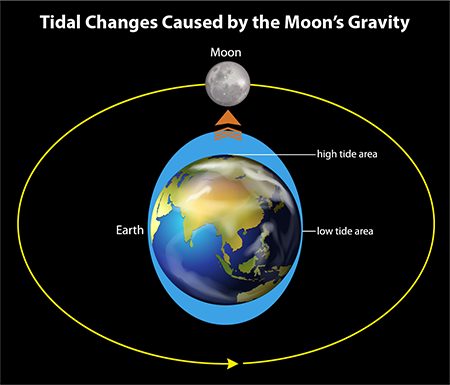 Tidal Changes Caused by the Moon's Gravity
Moon
high tide area
Earth
low tide area